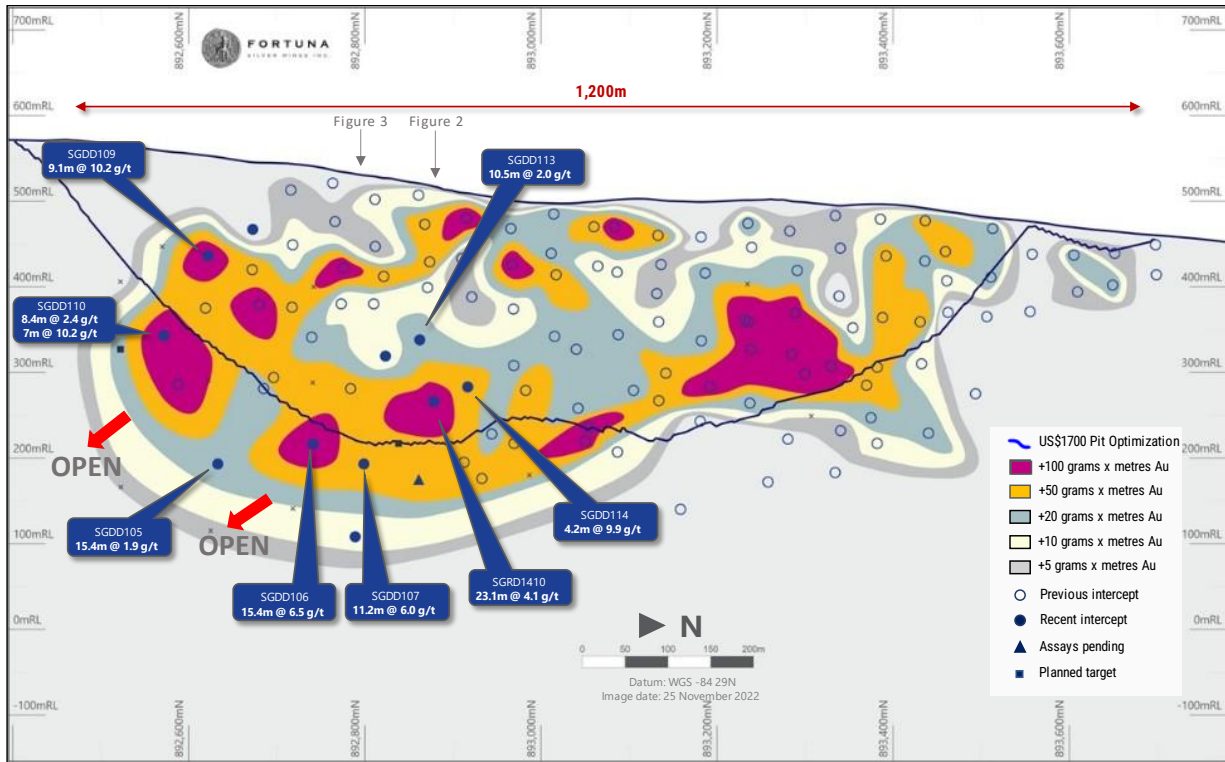 700mRL
700mRL
892,600mN
892,800mN
893,000mN
893,200mN
893,400mN
893,600mN
FORTUNA
SILVER MINES INC.
1,200m
600mRL
600mRL
Figure 3
Figure 2
SGDD109
9.1m @ 10.2 g/t
SGDD113
10.5m @ 2.0 g/t
500mRL
500mRL
400mRL
400mRL
SGDD110
8.4m @ 2.4 g/t
7m @ 10.2 g/t
300mRL
300mRL
200mRL
200mRL
OPEN
OPEN
SGDD105
15.4m @ 1.9 g/t
SGDD106
15.4m @ 6.5 g/t
SGDD107
11.2m @ 6.0 g/t
SGRD1410
23.1m @ 4.1 g/t
SGDD114
4.2m @ 9.9 g/t
100mRL
0mRL
0mRL
-100mRL
-100mRL
N
0 50 100 150 200m
Datum: WGS -84 29N
Image date: 25 November 2022
US$1700 Pit Optimization
+100 grams x metres Au
+50 grams x metres Au
+20 grams x metres Au
+10 grams x metres Au
+5 grams x metres Au
Previous intercept
Recent intercept
Assays pending
Planned target
892,600mN
892,800mN
893,000mN
893,200mN
893,400mN
893,600mN